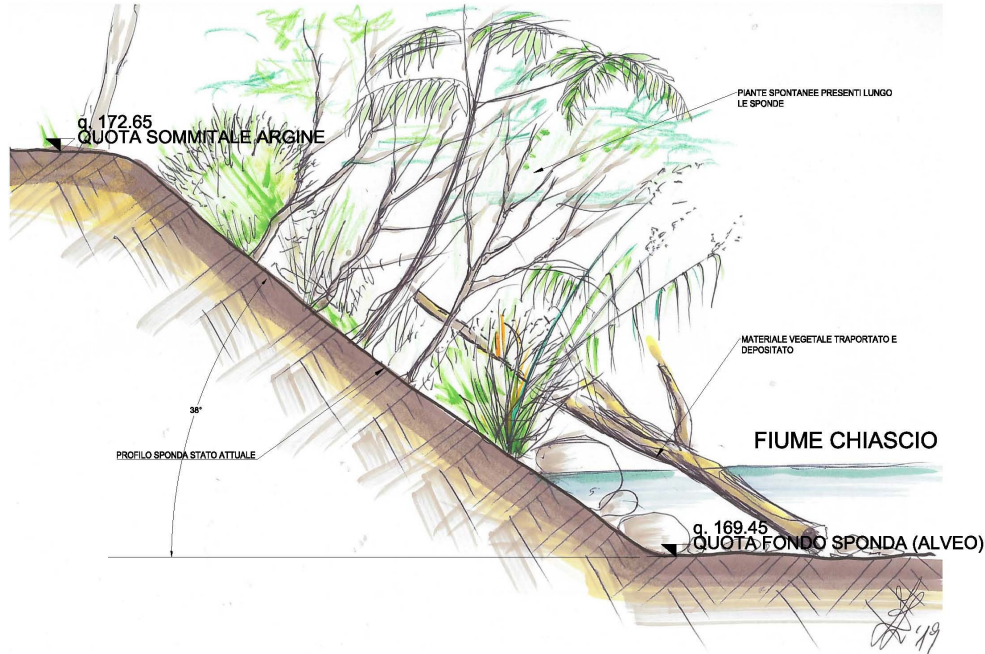 PIANTE SPONTANEE PRESENTI LUNGO
LE SPONDE
q. 172.65
QUOTA SOMMITALE ARGINE
MATERIALE VEGETALE TRAPORTATO E
DEPOSITATO
38°
FIUME CHIASCIO
PROFILO SPONDA STATO ATTUALE
q. 169.45
QUOTA FONDO SPONDA (ALVEO)
'19